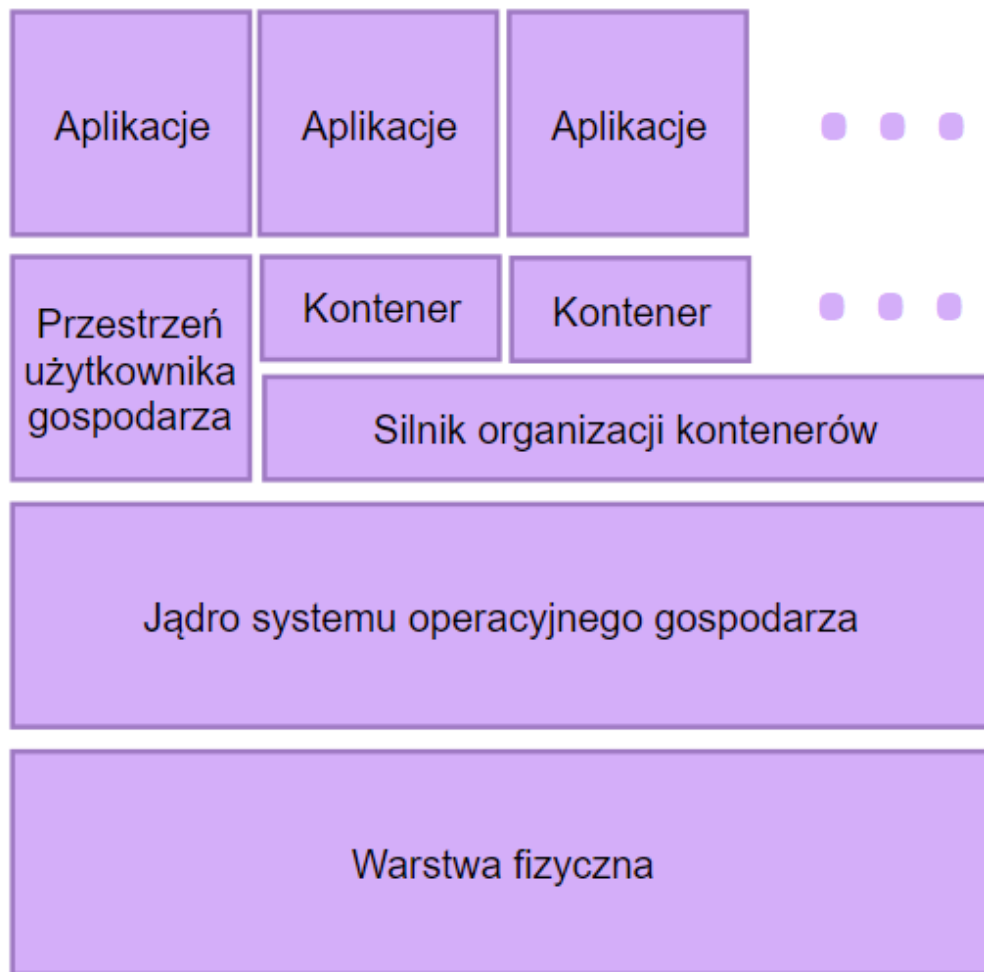 Aplikacje
Aplikacje
Aplikacje
Przestrzeń
użytkownika
gospodarza
Kontener
Kontener
Silnik organizacji kontenerów
Jądro systemu operacyjnego gospodarza
Warstwa fizyczna